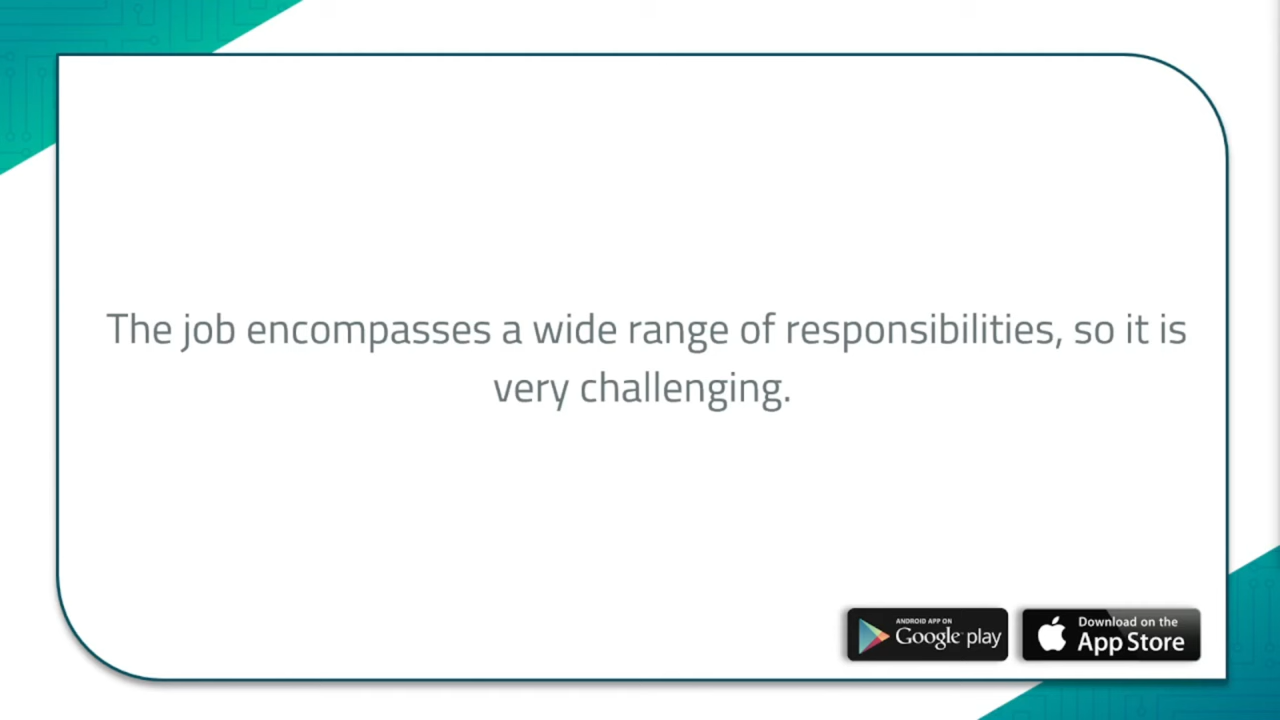 The job encompasses a wide range of responsibilities, so it is
very challenging.
ANDROID APP ON
Google play
Download on the
App Store